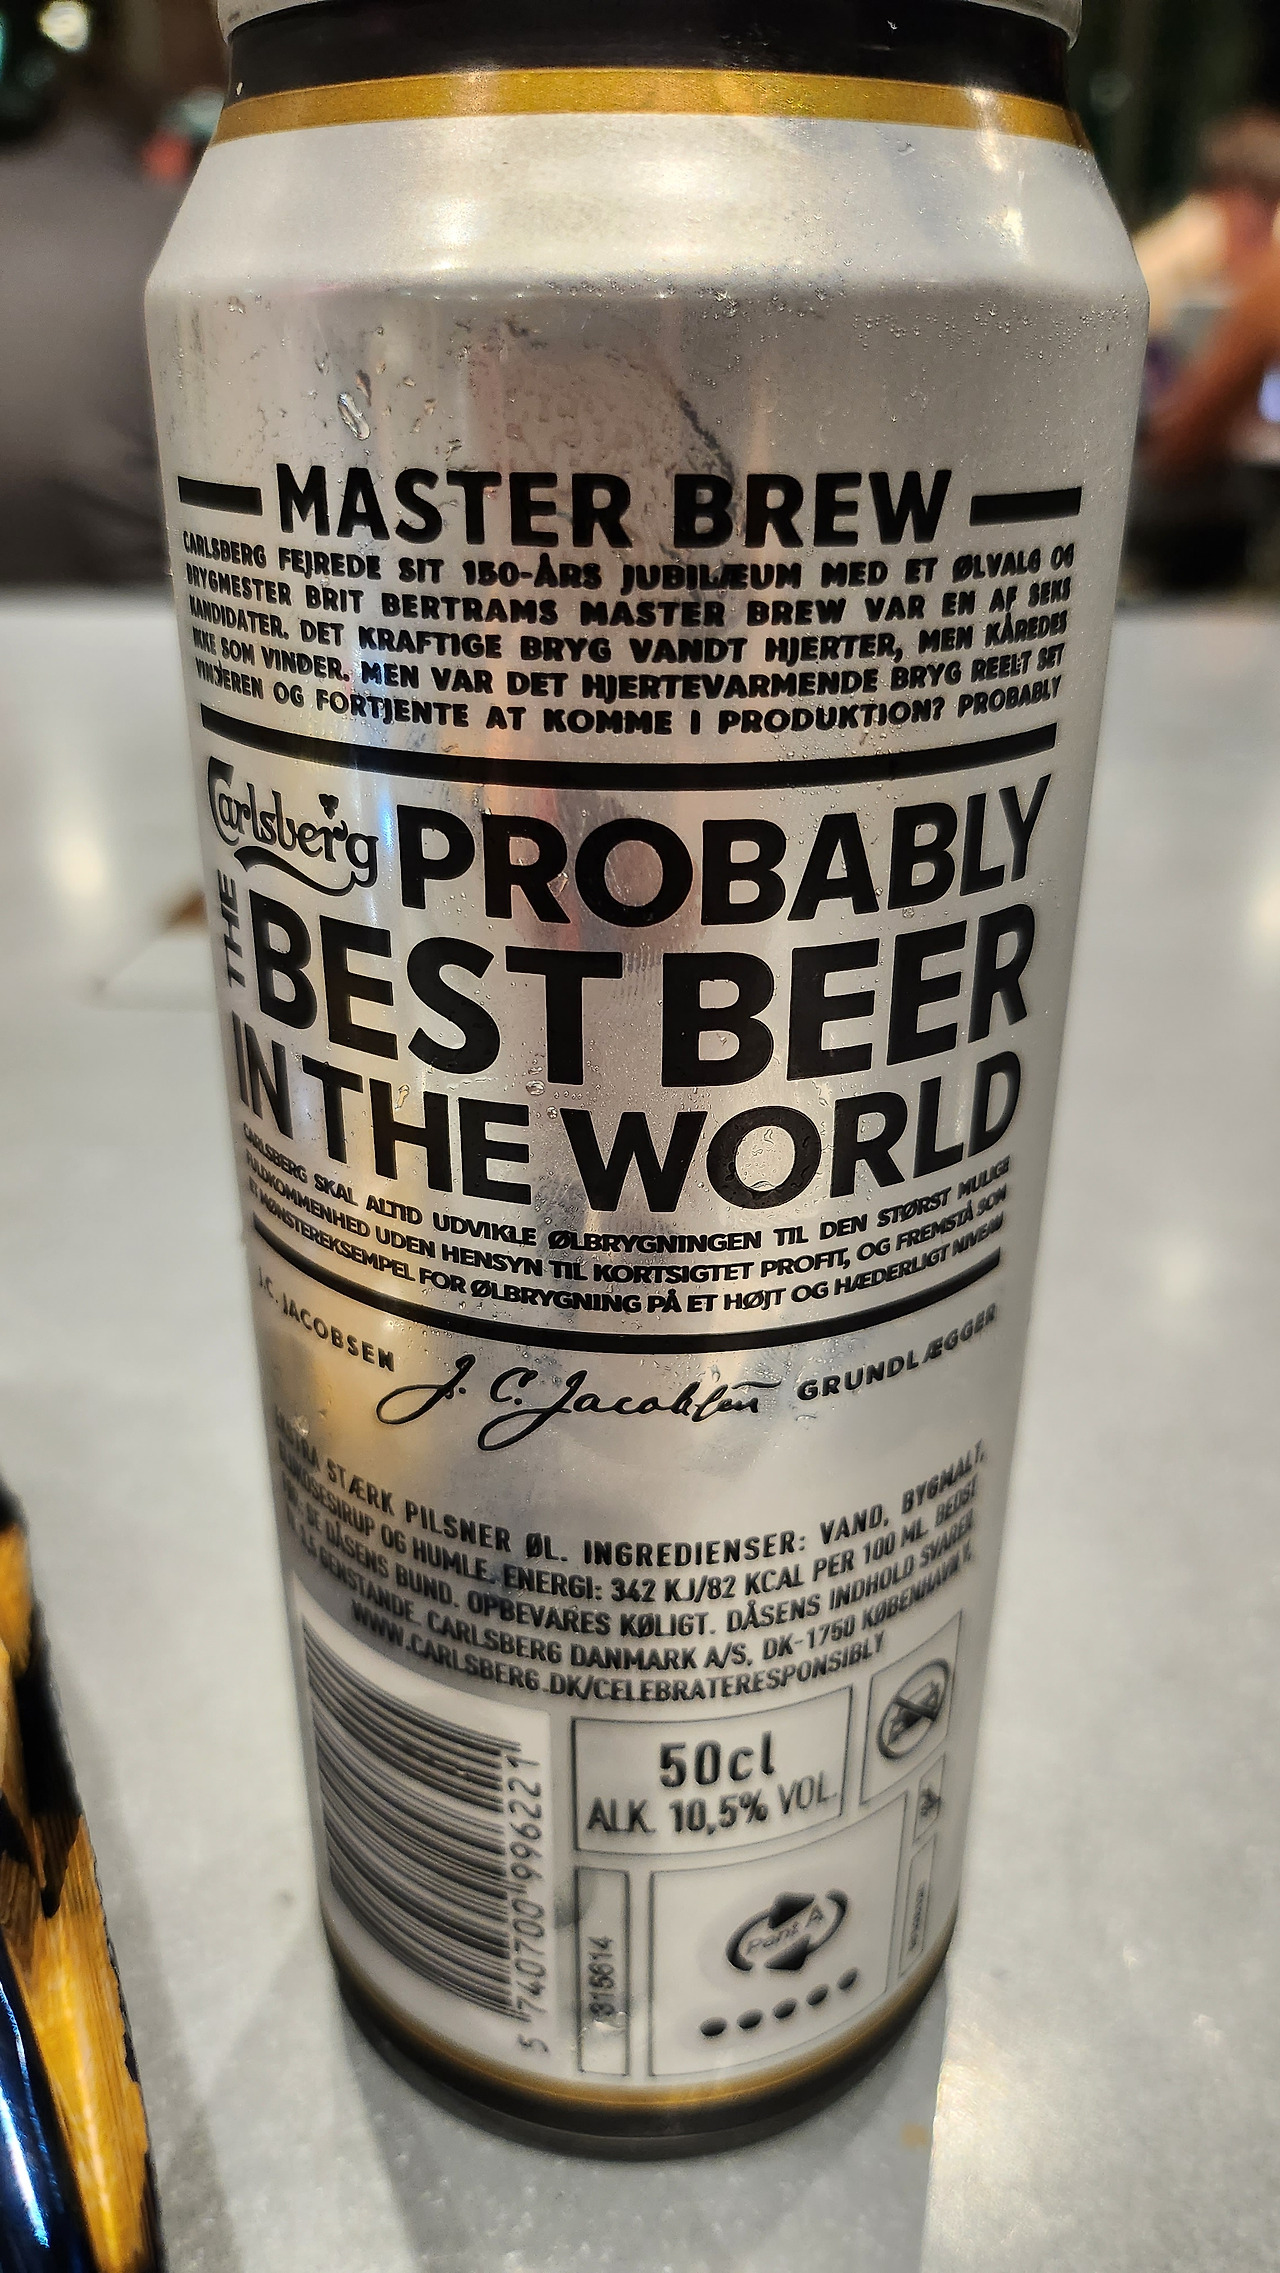 MASTER BREW
CARLSBERG FEJREDE SIT 150-ÅRS JUBILÆUM MED ET ØLVALG OG
BRYGMESTER BRIT BERTRAMS MASTER BREW VAR EN AF SEKS
KANDIDATER. DET KRAFTIGE BRYG VANDT HJERTER, MEN KÅREDES
IKKE SOM VINDER. MEN VAR DET HJERTEVARMENDE BRYG REELT SET
VINDEREN OG FORTJENTE AT KOMME I PRODUKTION? PROBABLY
Carlsberg PROBABLY
THE BEST BEER
IN THE WORLD
CARLSBERG SKAL ALTID UDVIKLE ØLBRYGNINGEN TIL DEN STØRST MULIGE
FULDKOMMENHED UDEN HENSYN TIL KORTSIGTET PROFIT, OG FREMSTÅ SOM
ET MØNSTEREKSEMPEL FOR ØLBRYGNING PÅ ET HØJT OG HÆDERLIGT NIVEAU
J.C. JACOBSEN J. C. Jacobsen GRUNDLÆGGER
EKSTRA STÆRK PILSNER ØL. INGREDIENSER: VAND, BYGMALT,
GLUKOSESIRUP OG HUMLE. ENERGI: 342 KJ/82 KCAL PER 100 ML. BEDST
FØR: SE DÅSENS BUND. OPBEVARES KØLIGT. DÅSENS INDHOLD SVARER
GENSTANDE. CARLSBERG DANMARK A/S, DK-1750 KØBENHAVN V.
WWW.CARLSBERG.DK/CELEBRATERESPONSIBLY
50cl
ALK. 10,5% VOL.
5 740700 996221
315614
Pant A